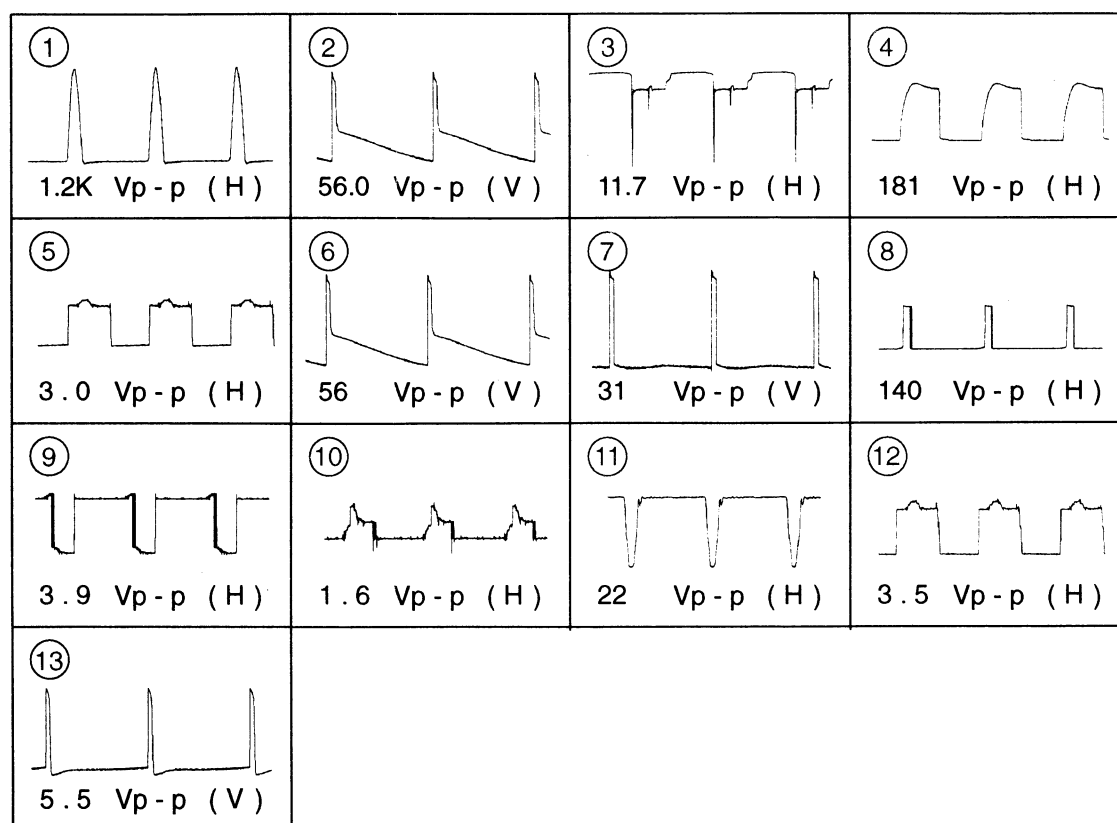 1 2 3 4
1.2K Vp - p ( H ) 56.0 Vp - p ( V ) 11.7 Vp - p ( H ) 181 Vp - p ( H )
5 6 7 8
3 . 0 Vp - p ( H ) 56 Vp - p ( V ) 31 Vp - p ( V ) 140 Vp - p ( H )
9 10 11 12
3 . 9 Vp - p ( H ) 1 . 6 Vp - p ( H ) 22 Vp - p ( H ) 3 . 5 Vp - p ( H )
13
5 . 5 Vp - p ( V )